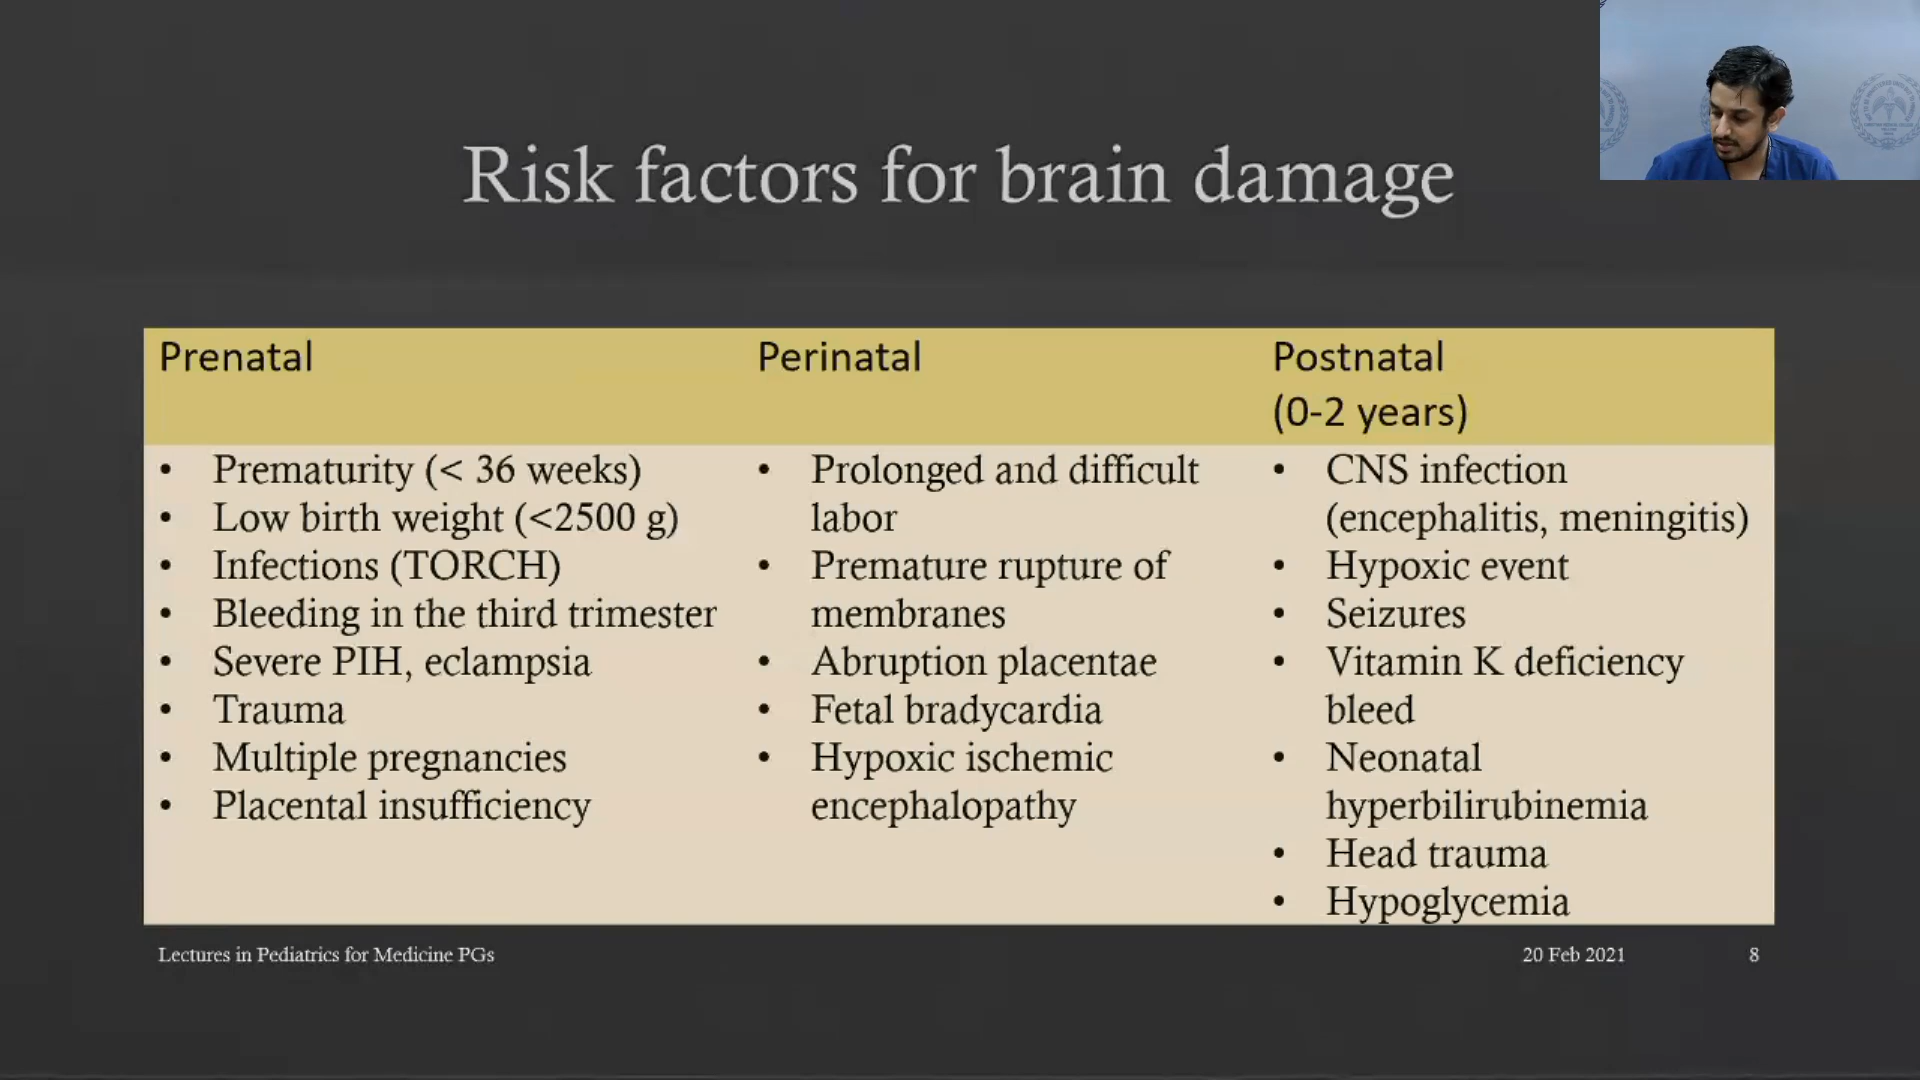 Risk factors for brain damage
Prenatal
Perinatal
Postnatal
(0-2 years)
• Prematurity (< 36 weeks)
• Low birth weight (<2500 g)
• Infections (TORCH)
• Bleeding in the third trimester
• Severe PIH, eclampsia
• Trauma
• Multiple pregnancies
• Placental insufficiency
• Prolonged and difficult
labor
• Premature rupture of
membranes
• Abruption placentae
• Fetal bradycardia
• Hypoxic ischemic
encephalopathy
• CNS infection
(encephalitis, meningitis)
• Hypoxic event
• Seizures
• Vitamin K deficiency
bleed
• Neonatal
hyperbilirubinemia
• Head trauma
• Hypoglycemia
Lectures in Pediatrics for Medicine PGs
20 Feb 2021
8